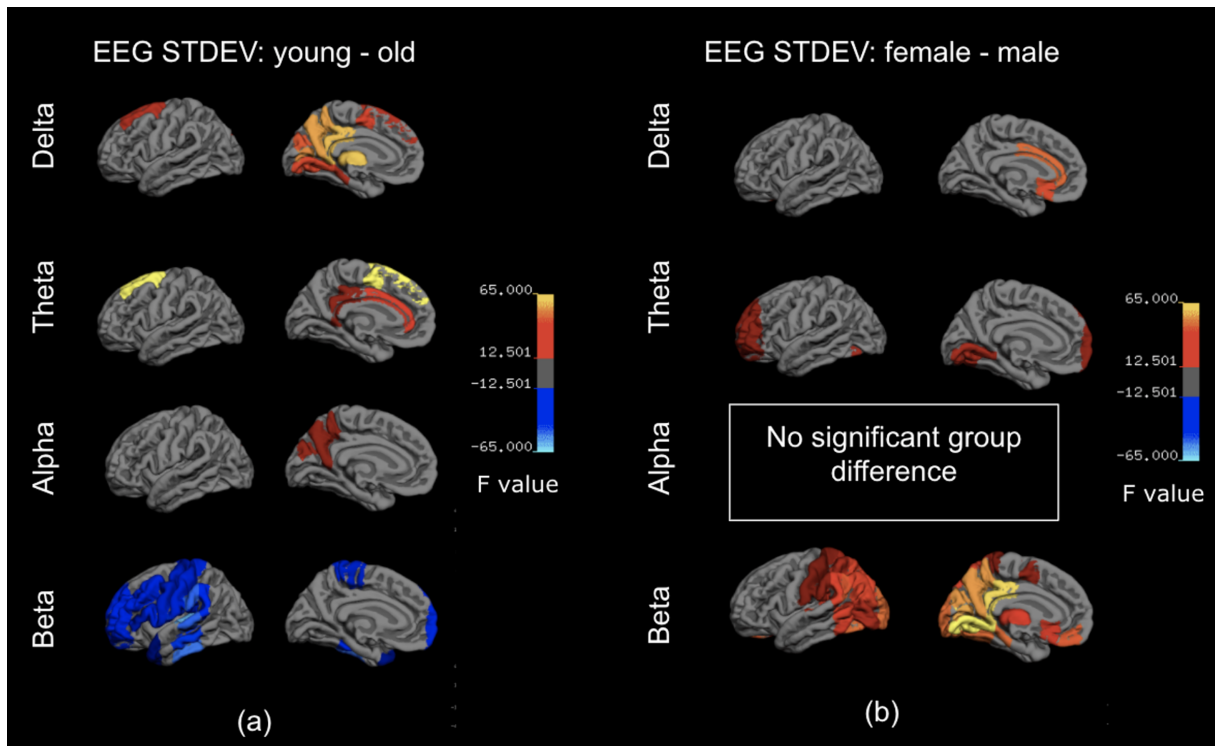 EEG STDEV: young - old
Delta
Theta
Alpha
Beta
65.000
12.501
-12.501
-65.000
F value
(a)
EEG STDEV: female - male
Delta
Theta
Alpha
Beta
No significant group
difference
65.000
12.501
-12.501
-65.000
F value
(b)